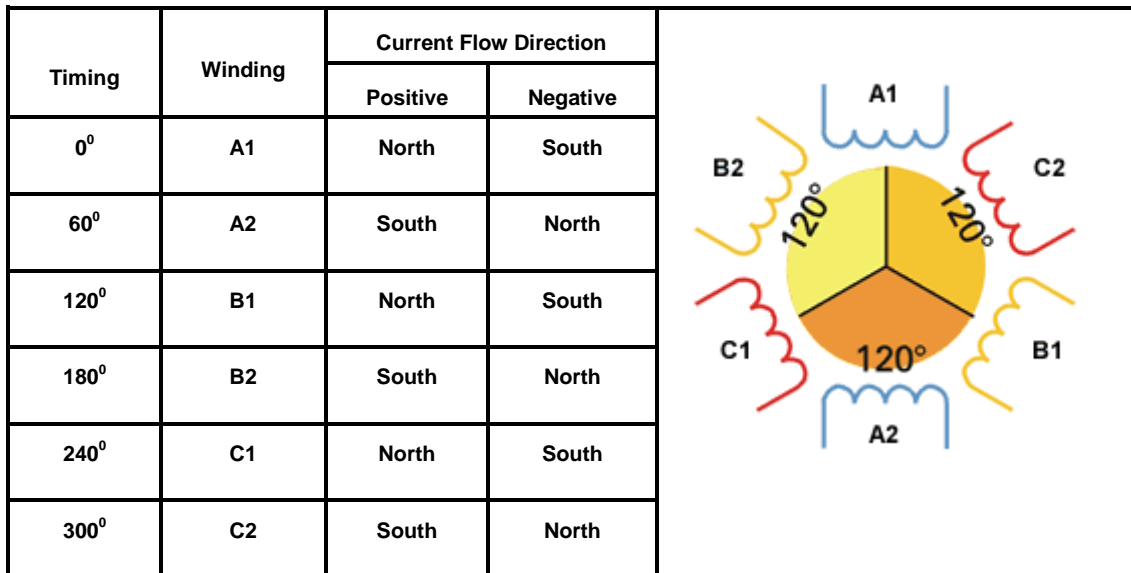 Timing Winding Current Flow Direction
Positive Negative
0⁰ A1 North South
60⁰ A2 South North
120⁰ B1 North South
180⁰ B2 South North
240⁰ C1 North South
300⁰ C2 South North
A1
B2 C2
120° 120°
C1 120° B1
A2